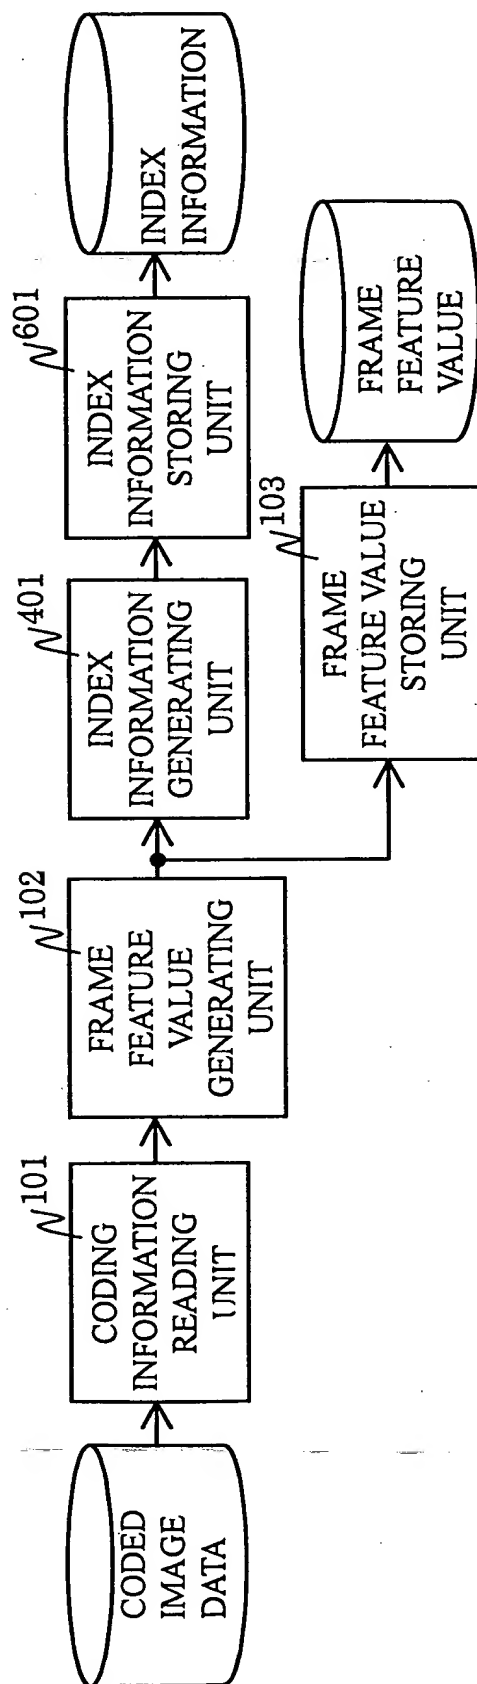 CODED
IMAGE
DATA
101
CODING
INFORMATION
READING
UNIT
102
FRAME
FEATURE
VALUE
GENERATING
UNIT
401
INDEX
INFORMATION
GENERATING
UNIT
601
INDEX
INFORMATION
STORING
UNIT
INDEX
INFORMATION
103
FRAME
FEATURE VALUE
STORING
UNIT
FRAME
FEATURE
VALUE